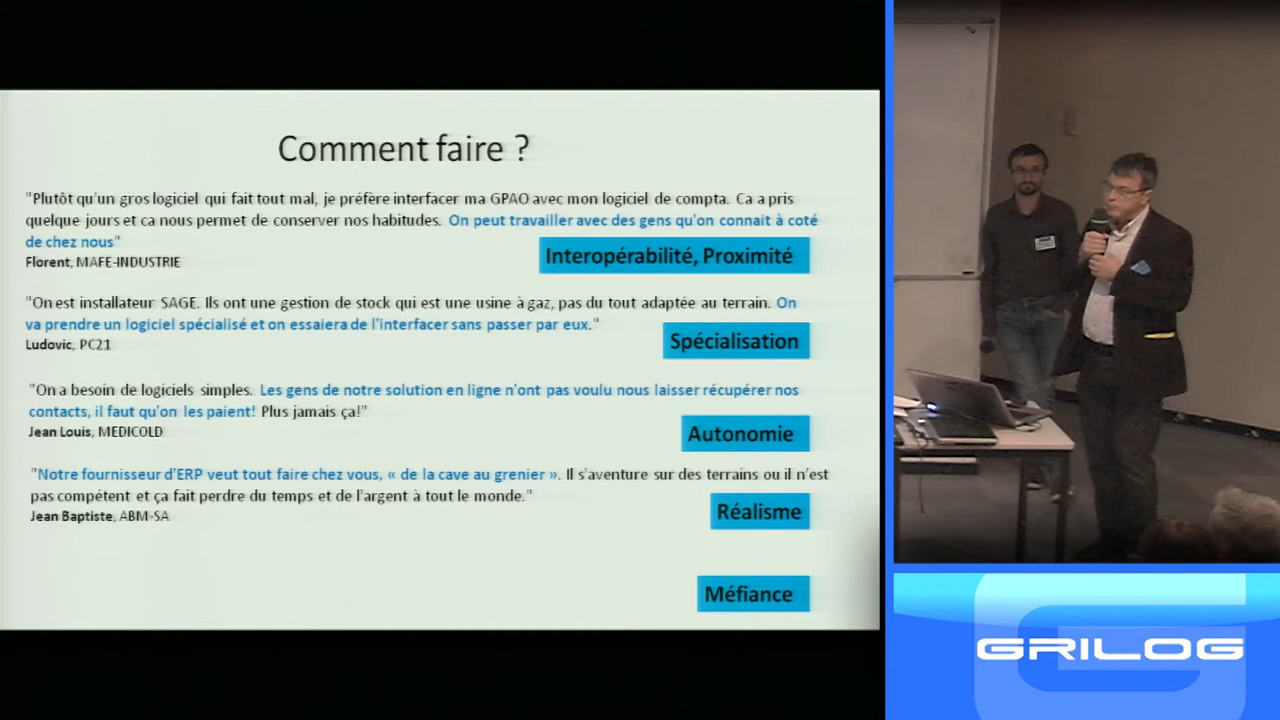 Comment faire ?
"Plutôt qu'un gros logiciel qui fait tout mal, je préfère interfacer ma GPAO avec mon logiciel de compta. Ca a pris
quelque jours et ca nous permet de conserver nos habitudes. On peut travailler avec des gens qu'on connait à coté
de chez nous"
Florent, MAFE-INDUSTRIE
Interopérabilité, Proximité
"On est installateur SAGE. Ils ont une gestion de stock qui est une usine à gaz, pas du tout adaptée au terrain. On
va prendre un logiciel spécialisé et on essaiera de l'interfacer sans passer par eux."
Ludovic, PC21
Spécialisation
"On a besoin de logiciels simples. Les gens de notre solution en ligne n'ont pas voulu nous laisser récupérer nos
contacts, il faut qu'on les paient! Plus jamais ça!"
Jean Louis, MEDICOLD
Autonomie
"Notre fournisseur d'ERP veut tout faire chez vous, « de la cave au grenier ». Il s'aventure sur des terrains ou il n'est
pas compétent et ça fait perdre du temps et de l'argent à tout le monde."
Jean Baptiste, ABM-SA
Réalisme
Méfiance
GRILOG